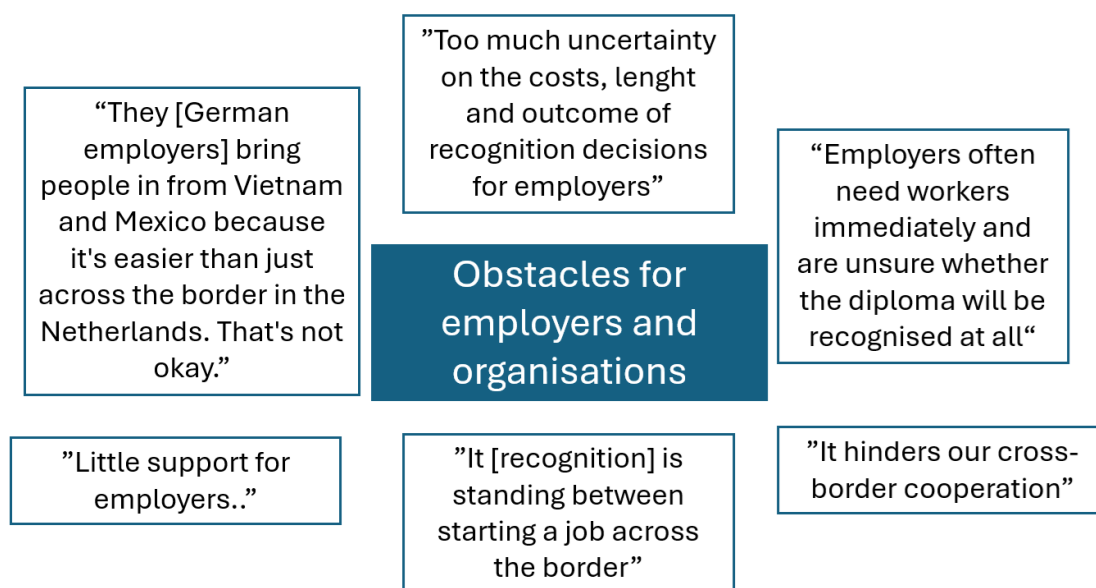 ”Too much uncertainty
on the costs, lenght
and outcome of
recognition decisions
for employers”
“They [German
employers] bring
people in from Vietnam
and Mexico because
it's easier than just
across the border in the
Netherlands. That's not
okay.”
“Employers often
need workers
immediately and
are unsure whether
the diploma will be
recognised at all“
Obstacles for
employers and
organisations
”Little support for
employers..”
”It [recognition] is
standing between
starting a job across
the border”
”It hinders our cross-
border cooperation”